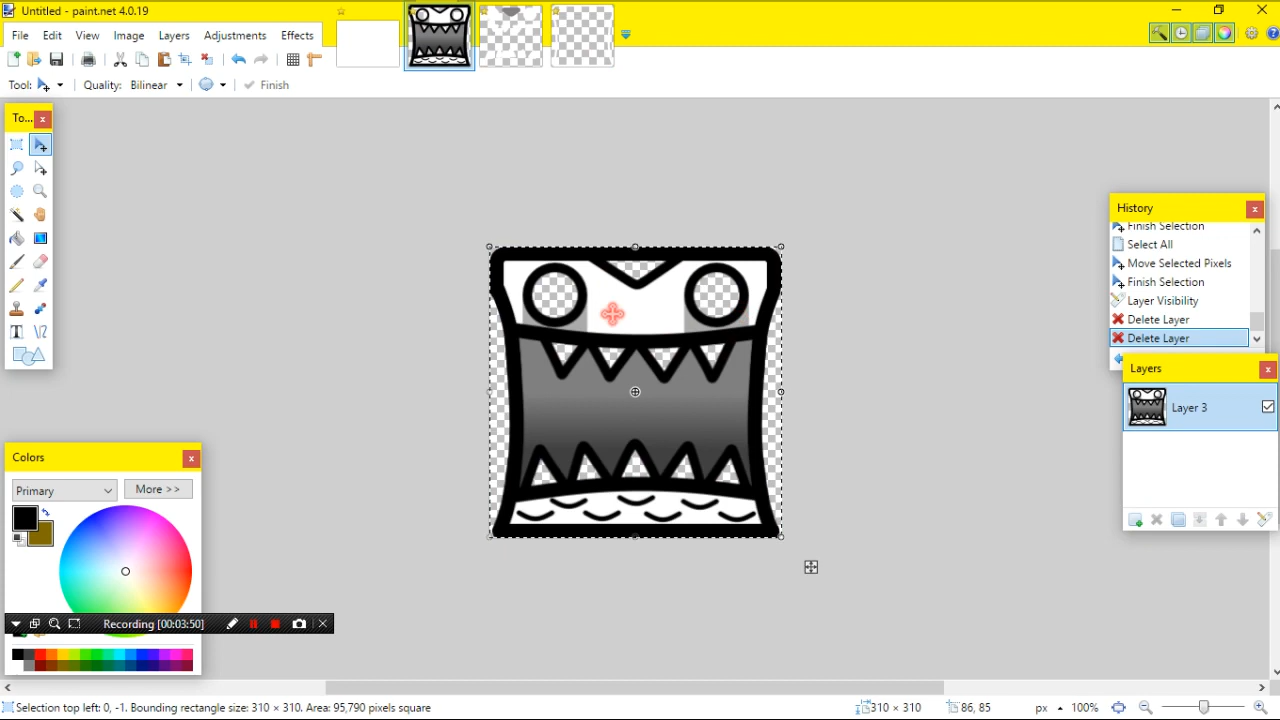 Untitled - paint.net 4.0.19
File Edit View Image Layers Adjustments Effects
Tool: Quality: Bilinear Finish
To...
History
Finish Selection
Select All
Move Selected Pixels
Finish Selection
Layer Visibility
Delete Layer
Delete Layer
Layers
Layer 3
Colors
Primary More >>
Recording [00:03:50]
Selection top left: 0, -1. Bounding rectangle size: 310 × 310. Area: 95,790 pixels square 310 × 310 86, 85 px 100%